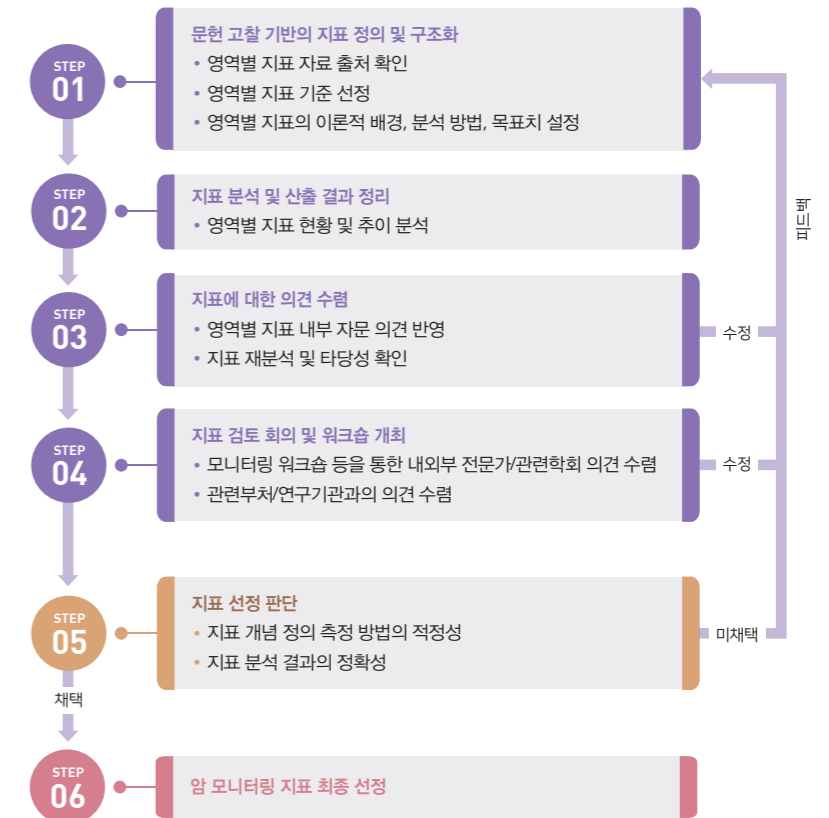 STEP
01
문헌 고찰 기반의 지표 정의 및 구조화
• 영역별 지표 자료 출처 확인
• 영역별 지표 기준 선정
• 영역별 지표의 이론적 배경, 분석 방법, 목표치 설정
STEP
02
지표 분석 및 산출 결과 정리
• 영역별 지표 현황 및 추이 분석
피드백
STEP
03
지표에 대한 의견 수렴
• 영역별 지표 내부 자문 의견 반영
• 지표 재분석 및 타당성 확인
수정
STEP
04
지표 검토 회의 및 워크숍 개최
• 모니터링 워크숍 등을 통한 내외부 전문가/관련학회 의견 수렴
• 관련부처/연구기관과의 의견 수렴
수정
STEP
05
지표 선정 판단
• 지표 개념 정의 측정 방법의 적정성
• 지표 분석 결과의 정확성
미채택
채택
STEP
06
암 모니터링 지표 최종 선정